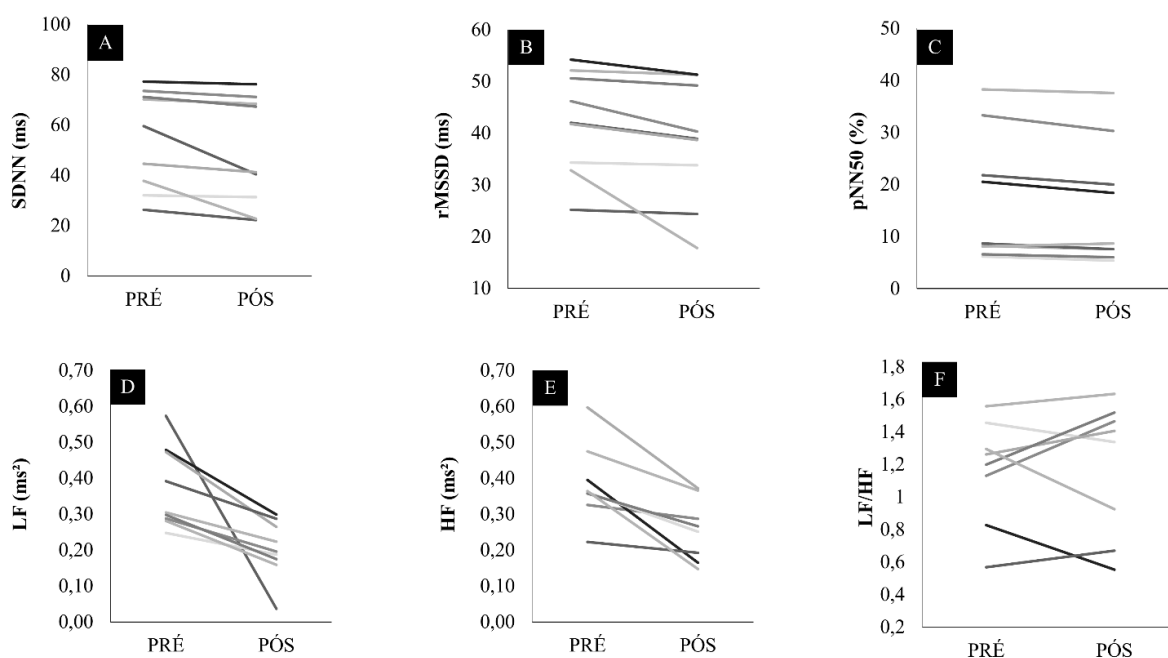 A
SDNN (ms)
100
80
60
40
20
0
PRÉ PÓS
B
rMSSD (ms)
60
50
40
30
20
10
PRÉ PÓS
C
pNN50 (%)
50
40
30
20
10
0
PRÉ PÓS
D
LF (ms²)
0,70
0,60
0,50
0,40
0,30
0,20
0,10
0,00
PRÉ PÓS
E
HF (ms²)
0,70
0,60
0,50
0,40
0,30
0,20
0,10
0,00
PRÉ PÓS
F
LF/HF
1,8
1,6
1,4
1,2
1
0,8
0,6
0,4
0,2
PRÉ PÓS